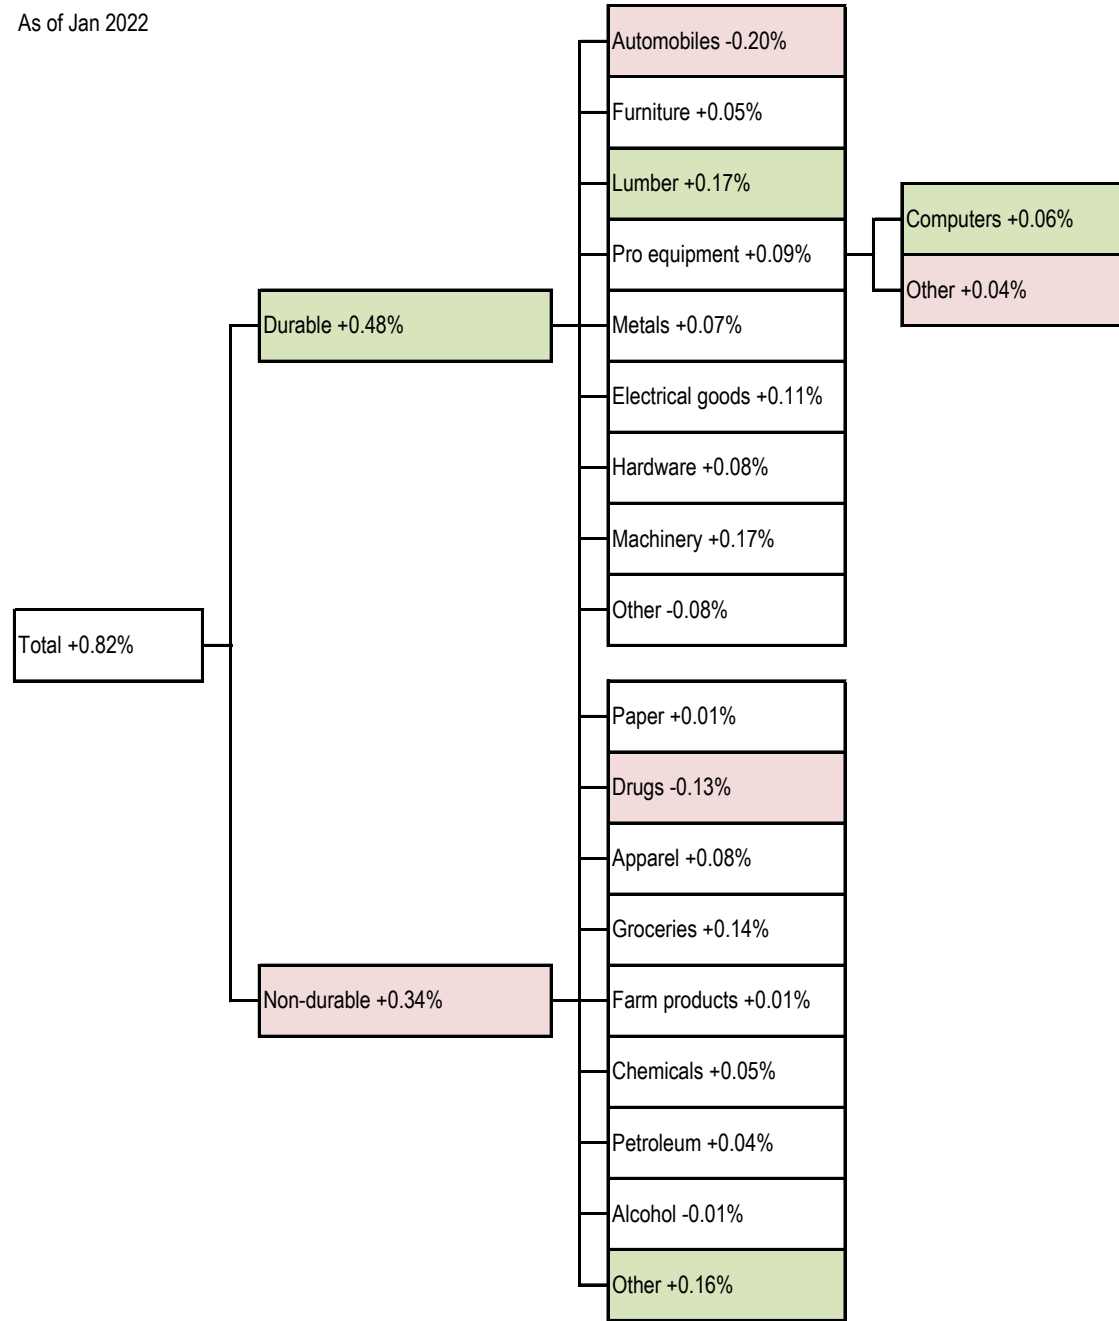 As of Jan 2022
Total +0.82%
Durable +0.48%
Automobiles -0.20%
Furniture +0.05%
Lumber +0.17%
Pro equipment +0.09%
Computers +0.06%
Other +0.04%
Metals +0.07%
Electrical goods +0.11%
Hardware +0.08%
Machinery +0.17%
Other -0.08%
Non-durable +0.34%
Paper +0.01%
Drugs -0.13%
Apparel +0.08%
Groceries +0.14%
Farm products +0.01%
Chemicals +0.05%
Petroleum +0.04%
Alcohol -0.01%
Other +0.16%